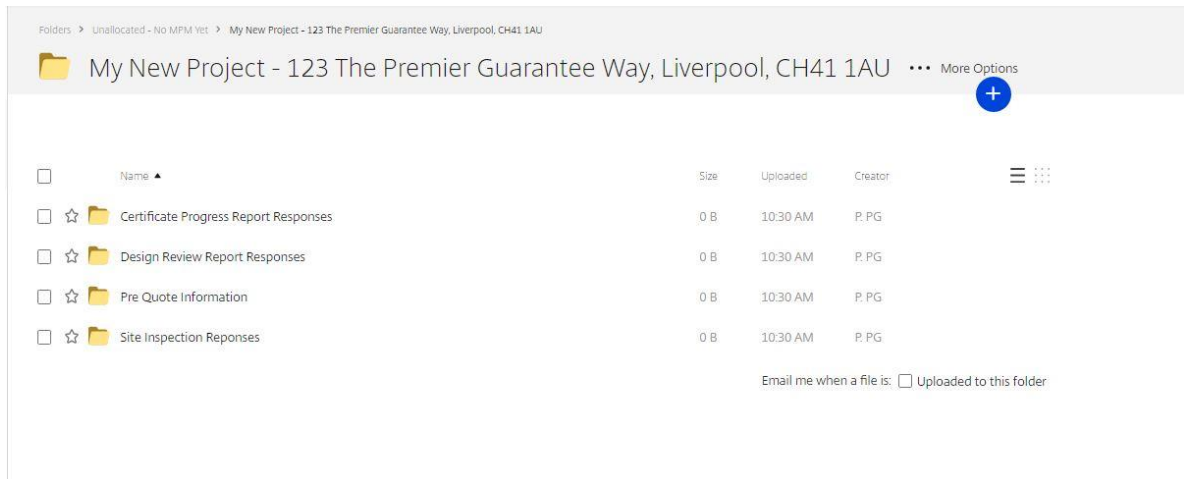 Folders > Unallocated - No MPM Yet > My New Project - 123 The Premier Guarantee Way, Liverpool, CH41 1AU
My New Project - 123 The Premier Guarantee Way, Liverpool, CH41 1AU ••• More Options
+
Name ▲ Size Uploaded Creator
Certificate Progress Report Responses 0 B 10:30 AM P. PG
Design Review Report Responses 0 B 10:30 AM P. PG
Pre Quote Information 0 B 10:30 AM P. PG
Site Inspection Reponses 0 B 10:30 AM P. PG
Email me when a file is: Uploaded to this folder